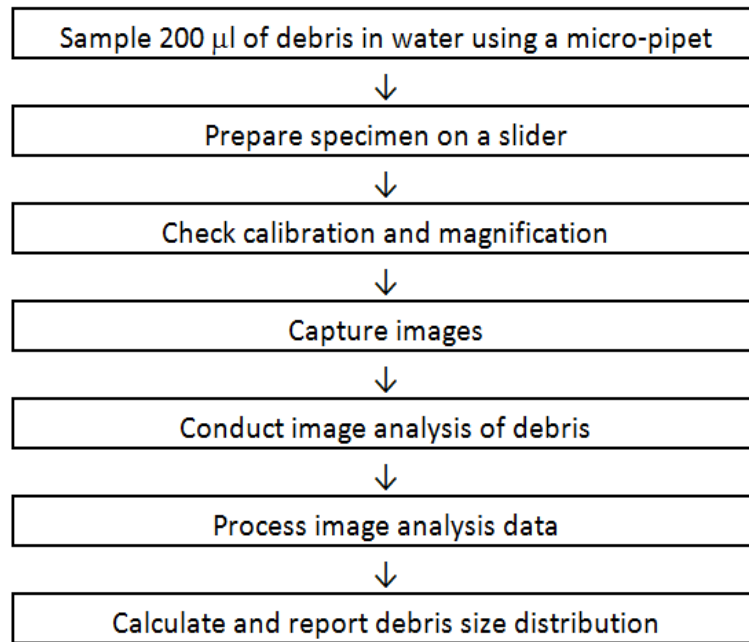 Sample 200 μl of debris in water using a micro-pipet
↓
Prepare specimen on a slider
↓
Check calibration and magnification
↓
Capture images
↓
Conduct image analysis of debris
↓
Process image analysis data
↓
Calculate and report debris size distribution